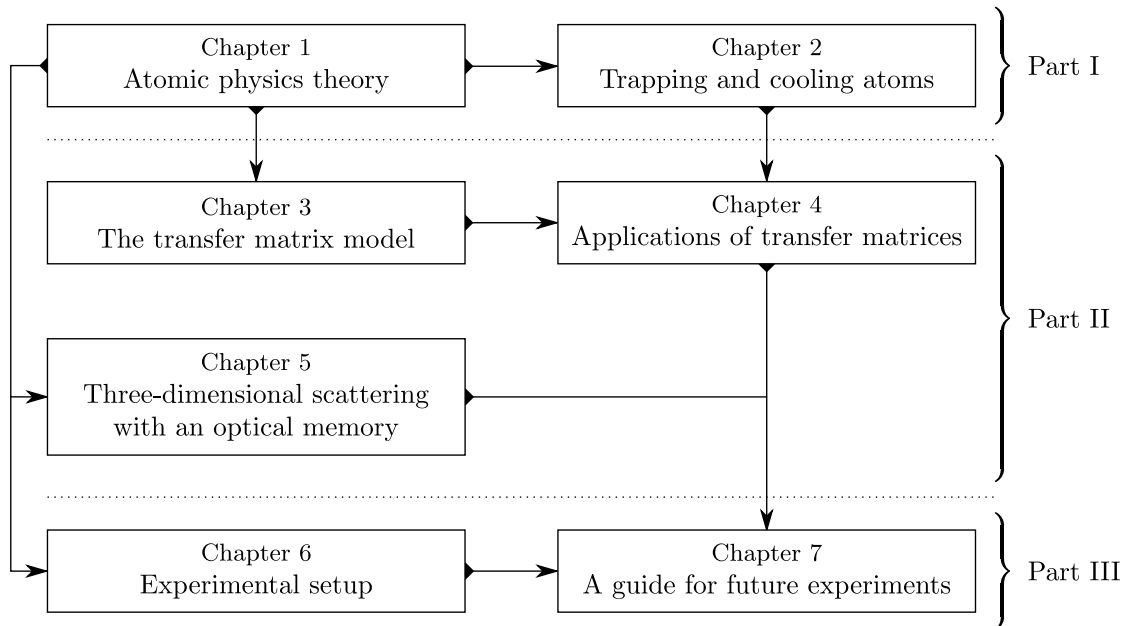 Chapter 1
Atomic physics theory
Chapter 2
Trapping and cooling atoms
Part I
Chapter 3
The transfer matrix model
Chapter 4
Applications of transfer matrices
Part II
Chapter 5
Three-dimensional scattering
with an optical memory
Chapter 6
Experimental setup
Chapter 7
A guide for future experiments
Part III